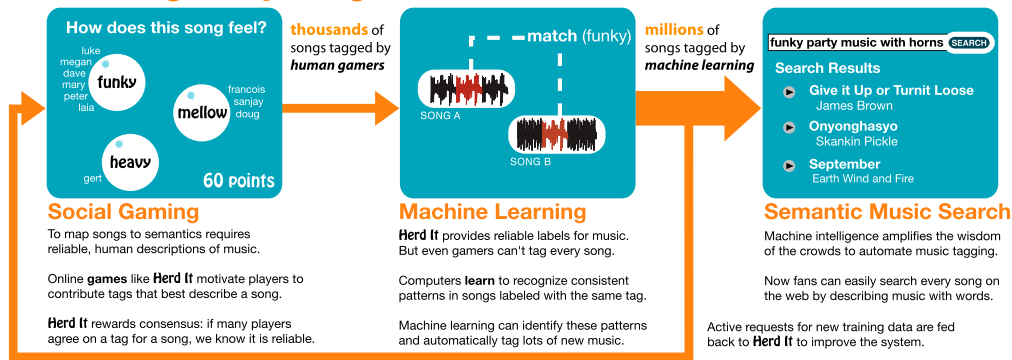 How does this song feel?
luke
megan
dave
mary
peter
laia
funky
francois
sanjay
doug
mellow
heavy
gert
60 points
thousands of
songs tagged by
human gamers
match (funky)
SONG A
SONG B
millions of
songs tagged by
machine learning
funky party music with horns SEARCH
Search Results
Give it Up or Turnit Loose
James Brown
Onyonghasyo
Skankin Pickle
September
Earth Wind and Fire
Social Gaming
To map songs to semantics requires
reliable, human descriptions of music.
Online games like Herd It motivate players to
contribute tags that best describe a song.
Herd It rewards consensus: if many players
agree on a tag for a song, we know it is reliable.
Machine Learning
Herd It provides reliable labels for music.
But even gamers can't tag every song.
Computers learn to recognize consistent
patterns in songs labeled with the same tag.
Machine learning can identify these patterns
and automatically tag lots of new music.
Semantic Music Search
Machine intelligence amplifies the wisdom
of the crowds to automate music tagging.
Now fans can easily search every song on
the web by describing music with words.
Active requests for new training data are fed
back to Herd It to improve the system.